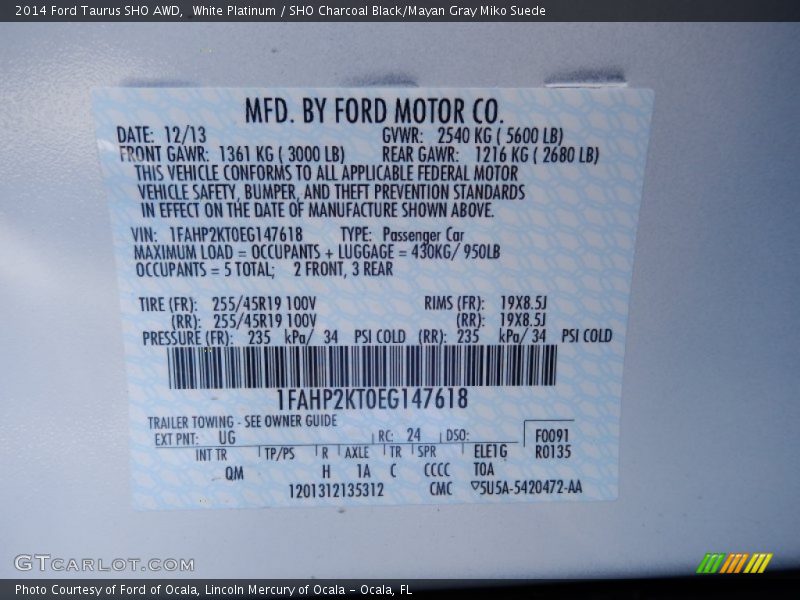 2014 Ford Taurus SHO AWD,  White Platinum / SHO Charcoal Black/Mayan Gray Miko Suede
MFD. BY FORD MOTOR CO.
DATE: 12/13 GVWR: 2540 KG ( 5600 LB)
FRONT GAWR: 1361 KG ( 3000 LB) REAR GAWR: 1216 KG ( 2680 LB)
THIS VEHICLE CONFORMS TO ALL APPLICABLE FEDERAL MOTOR
VEHICLE SAFETY, BUMPER, AND THEFT PREVENTION STANDARDS
IN EFFECT ON THE DATE OF MANUFACTURE SHOWN ABOVE.
VIN: 1FAHP2KT0EG147618 TYPE: Passenger Car
MAXIMUM LOAD = OCCUPANTS + LUGGAGE = 430KG/ 950LB
OCCUPANTS = 5 TOTAL; 2 FRONT, 3 REAR
TIRE (FR): 255/45R19 100V RIMS (FR): 19X8.5J
(RR): 255/45R19 100V (RR): 19X8.5J
PRESSURE (FR): 235 kPa/ 34 PSI COLD (RR): 235 kPa/ 34 PSI COLD
1FAHP2KT0EG147618
TRAILER TOWING - SEE OWNER GUIDE
EXT PNT: UG RC: 24 DSO: F0091
INT TR TP/PS R AXLE TR SPR ELE1G R0135
QM H 1A C CCCC T0A
1201312135312 CMC ▽5U5A-5420472-AA
GTCARLOT.COM
Photo Courtesy of Ford of Ocala, Lincoln Mercury of Ocala - Ocala, FL